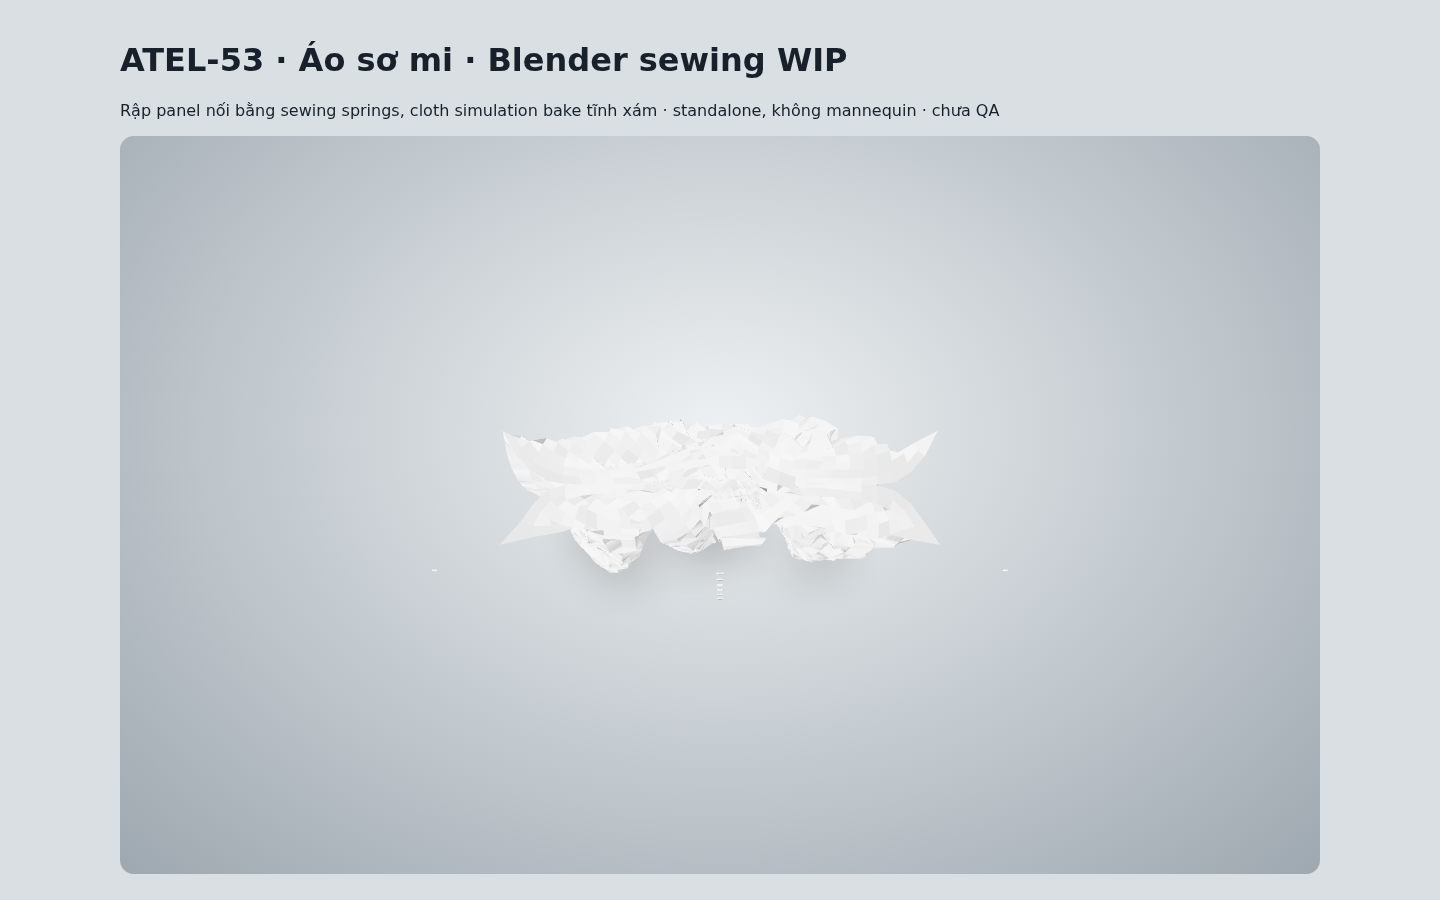 ATEL-53 · Áo sơ mi · Blender sewing WIP
Rập panel nối bằng sewing springs, cloth simulation bake tĩn xám · standalone, không mannequin · chưa QA